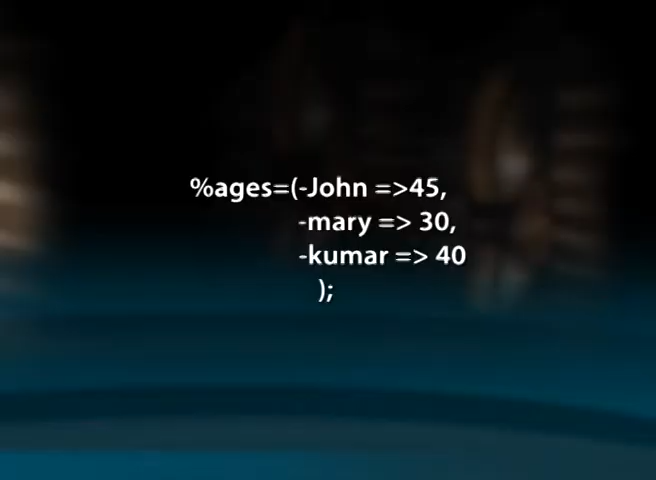 %ages=(-John =>45,
-mary => 30,
-kumar => 40
);